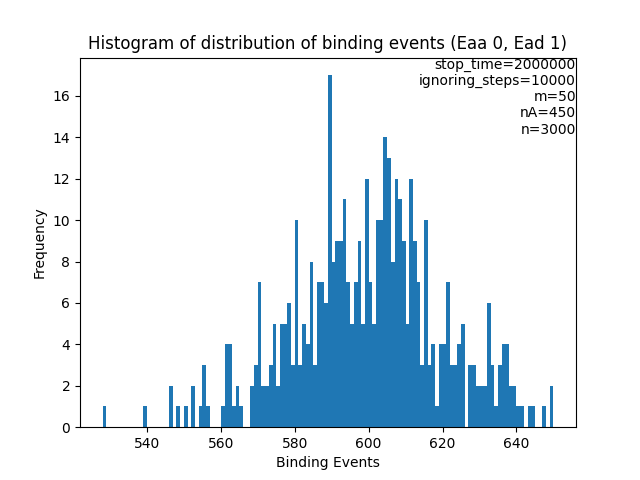 Histogram of distribution of binding events (Eaa 0, Ead 1)
stop_time=2000000
ignoring_steps=10000
m=50
nA=450
n=3000
16
14
12
10
8
6
4
2
0
Frequency
540 560 580 600 620 640
Binding Events